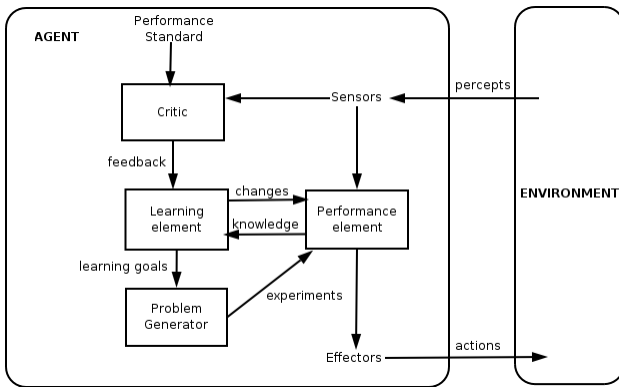 Performance
Standard
AGENT
percepts
Sensors
Critic
feedback
changes
ENVIRONMENT
Learning
element
Performance
element
knowledge
learning goals
experiments
Problem
Generator
actions
Effectors